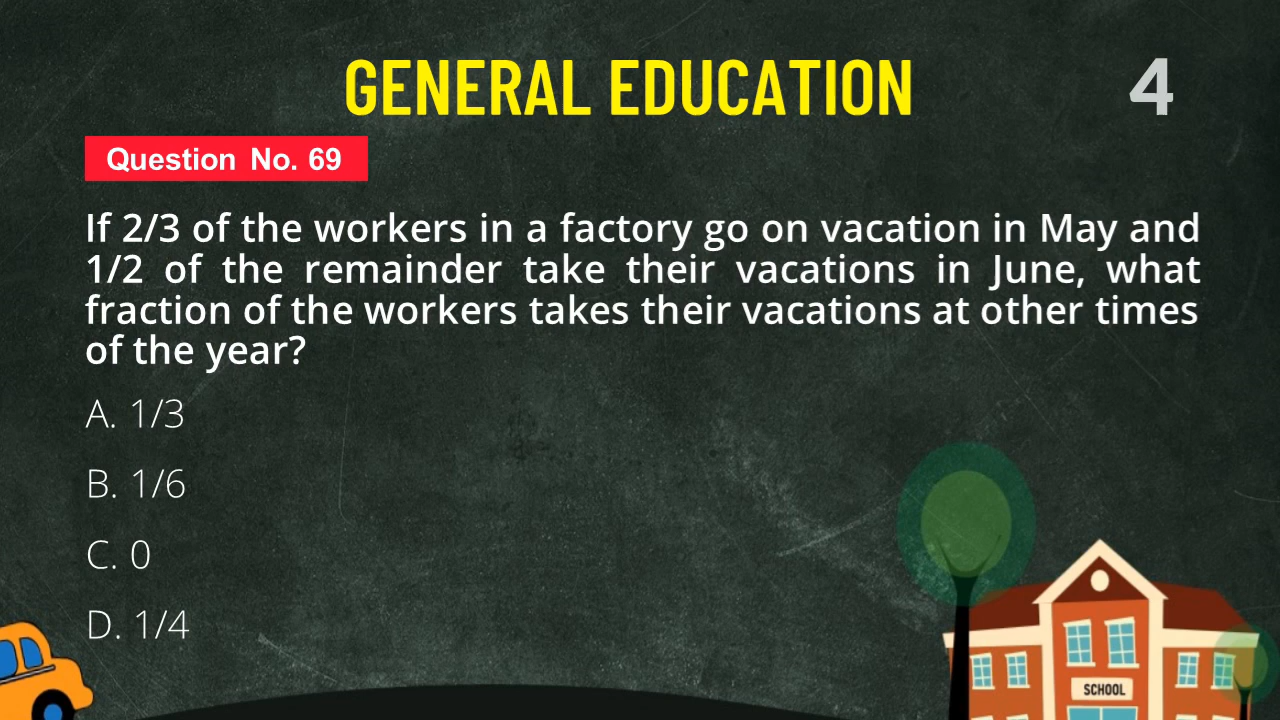 GENERAL EDUCATION
4
Question No. 69
If 2/3 of the workers in a factory go on vacation in May and
1/2 of the remainder take their vacations in June, what
fraction of the workers takes their vacations at other times
of the year?
A. 1/3
B. 1/6
C. 0
D. 1/4
SCHOOL